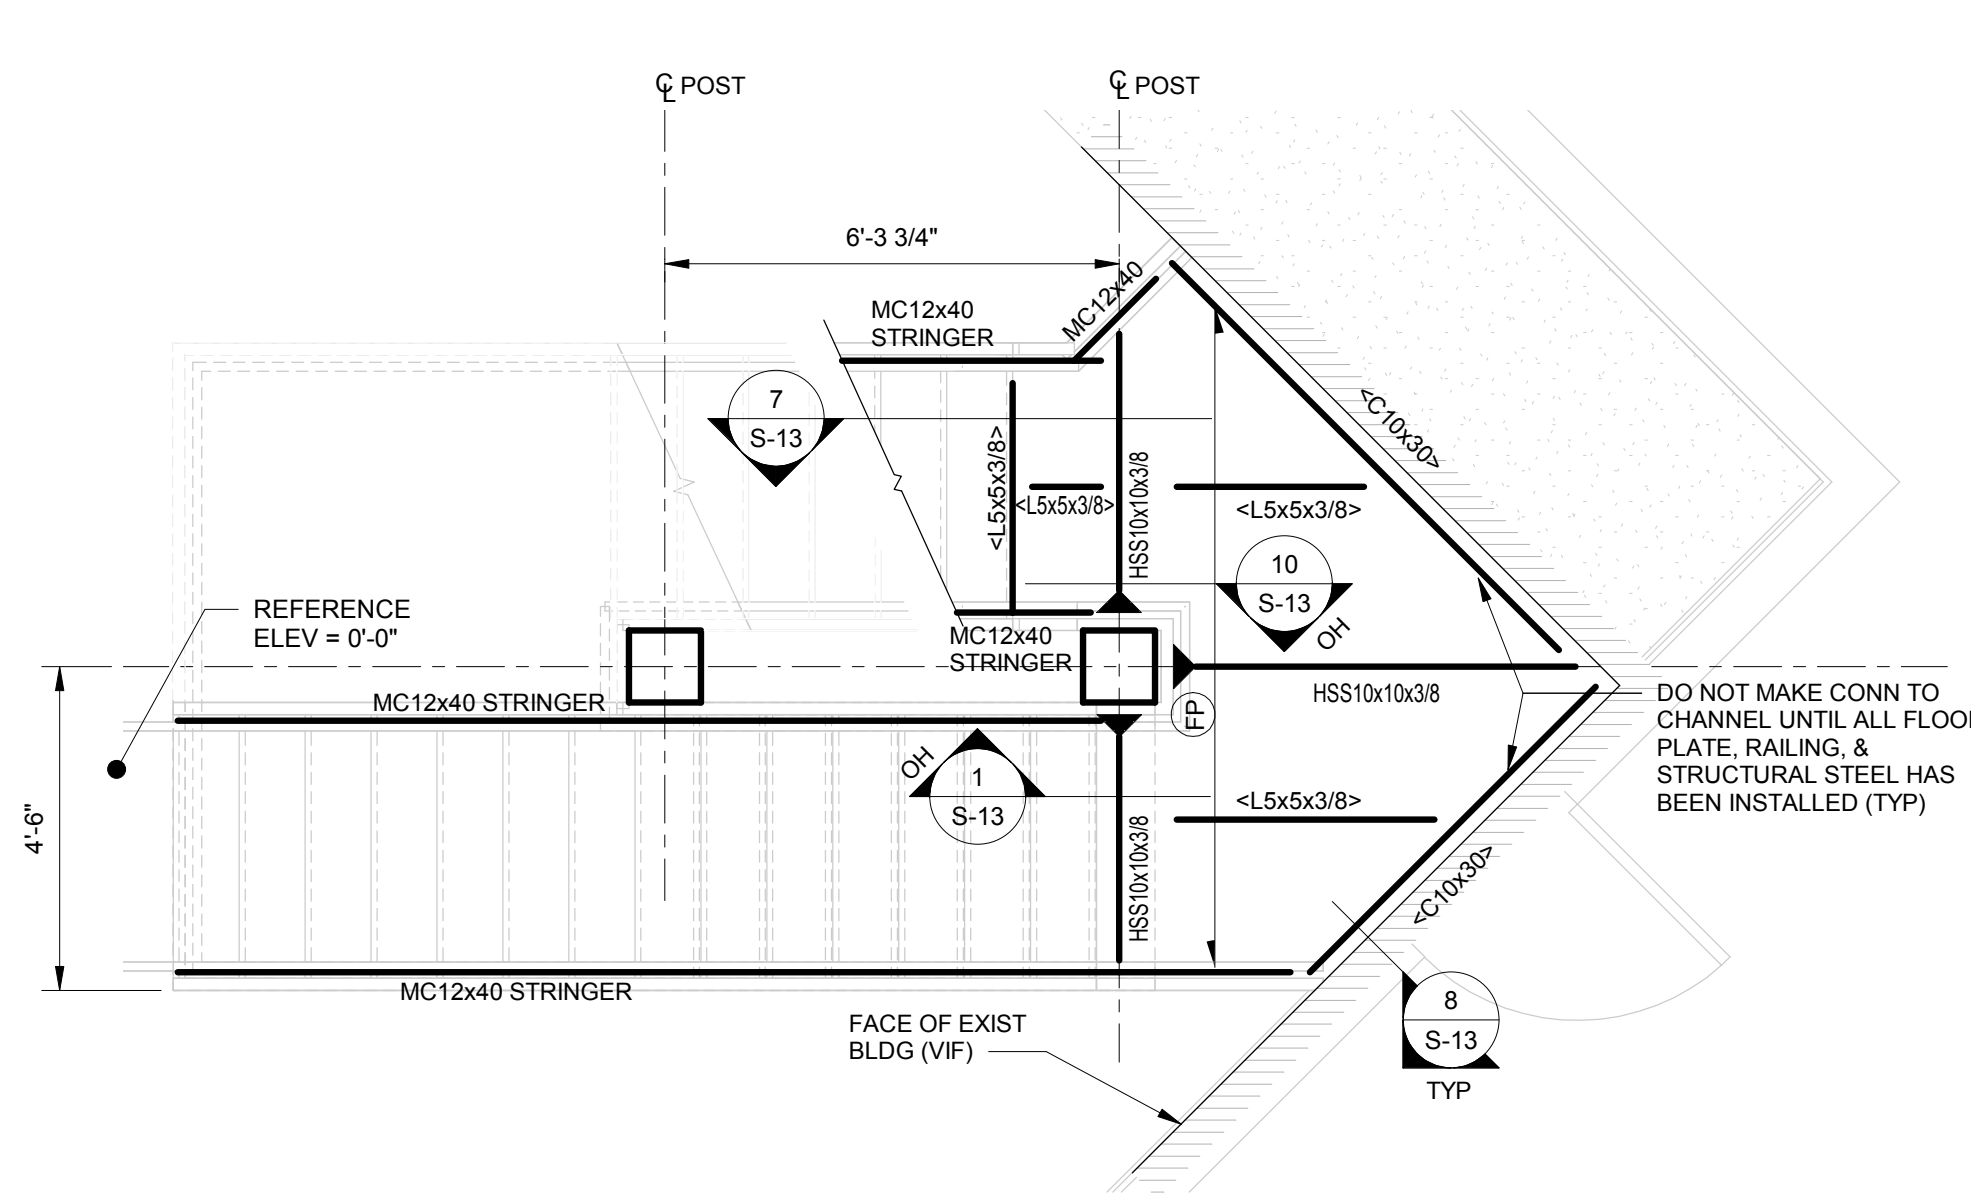 ℄ POST
℄ POST
6'-3 3/4"
MC12x40
STRINGER
MC12x40
7
S-13
<C10x30>
<L5x5x3/8>
<L5x5x3/8>
HSS10x10x3/8
<L5x5x3/8>
10
S-13
OH
REFERENCE
ELEV = 0'-0"
MC12x40
STRINGER
MC12x40 STRINGER
HSS10x10x3/8
FP
DO NOT MAKE CONN TO
PLATE, RAILING, &
STRUCTURAL STEEL HAS
BEEN INSTALLED (TYP)
CHANNEL UNTIL ALL
OH
1
S-13
<L5x5x3/8>
4'-6"
HSS10x10x3/8
<C10x30>
MC12x40 STRINGER
FACE OF EXIST
BLDG (VIF)
8
S-13
TYP